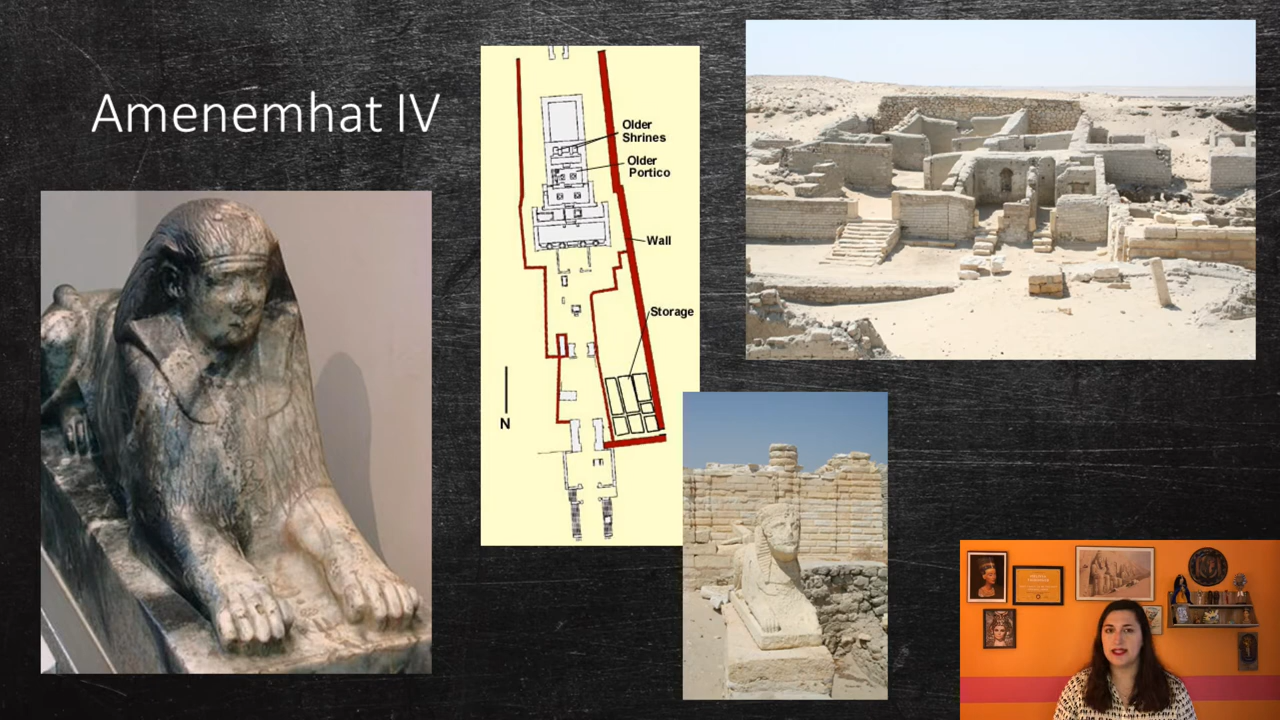 Amenemhat IV
Older
Shrines
Older
Portico
Wall
Storage
N